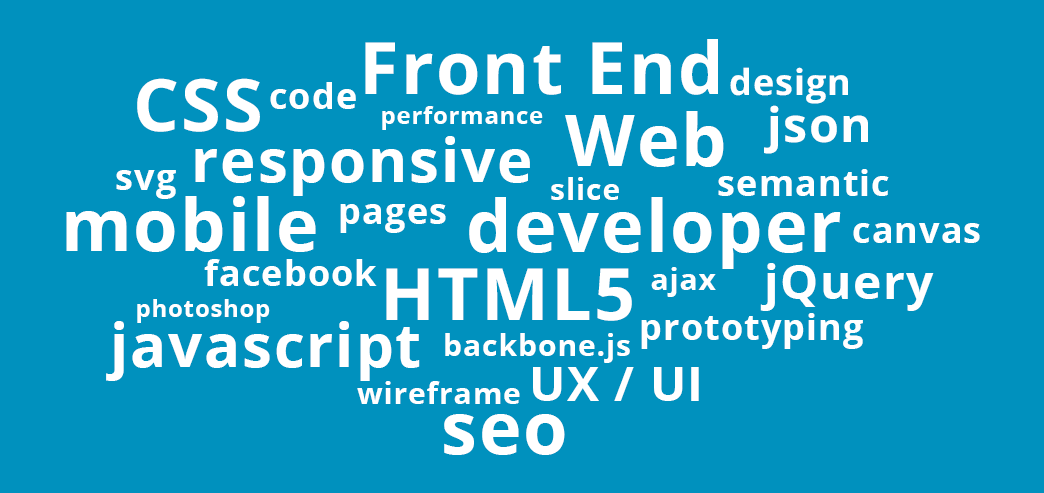 Front End
CSS code design
performance
Web json
responsive
svg slice semantic
mobile pages developer canvas
facebook HTML5 ajax jQuery
photoshop
javascript backbone.js prototyping
wireframe UX / UI
seo